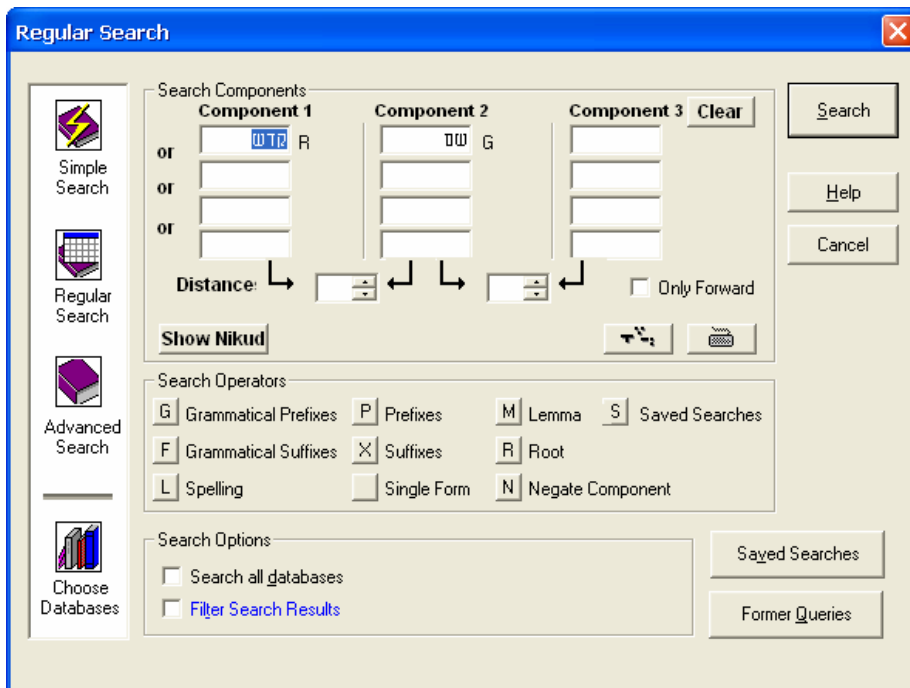 Regular Search
Simple
Search
Regular
Search
Advanced
Search
Choose
Databases
Search Components
Component 1
Component 2
Component 3
Clear
קדש R
שם G
or
or
or
Distance:
Only Forward
Show Nikud
Search Operators
G Grammatical Prefixes
P Prefixes
M Lemma
S Saved Searches
F Grammatical Suffixes
X Suffixes
R Root
L Spelling
Single Form
N Negate Component
Search Options
Search all databases
Filter Search Results
Search
Help
Cancel
Saved Searches
Former Queries